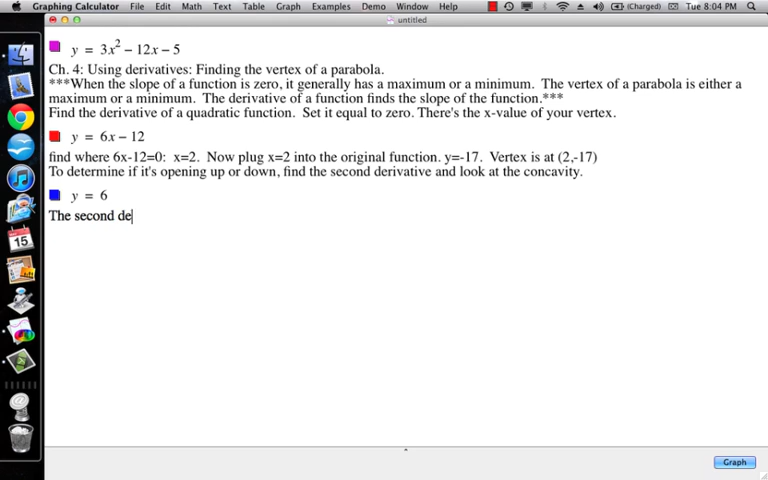 Graphing Calculator File Edit Math Text Table Graph Examples Demo Window Help (Charged) Tue 8:04 PM
untitled
y = 3x² – 12x – 5
Ch. 4: Using derivatives: Finding the vertex of a parabola.
***When the slope of a function is zero, it generally has a maximum or a minimum. The vertex of a parabola is either a
maximum or a minimum. The derivative of a function finds the slope of the function.***
Find the derivative of a quadratic function. Set it equal to zero. There's the x-value of your vertex.
y = 6x – 12
find where 6x-12=0: x=2. Now plug x=2 into the original function. y=-17. Vertex is at (2,-17)
To determine if it's opening up or down, find the second derivative and look at the concavity.
y = 6
The second de
15
Graph